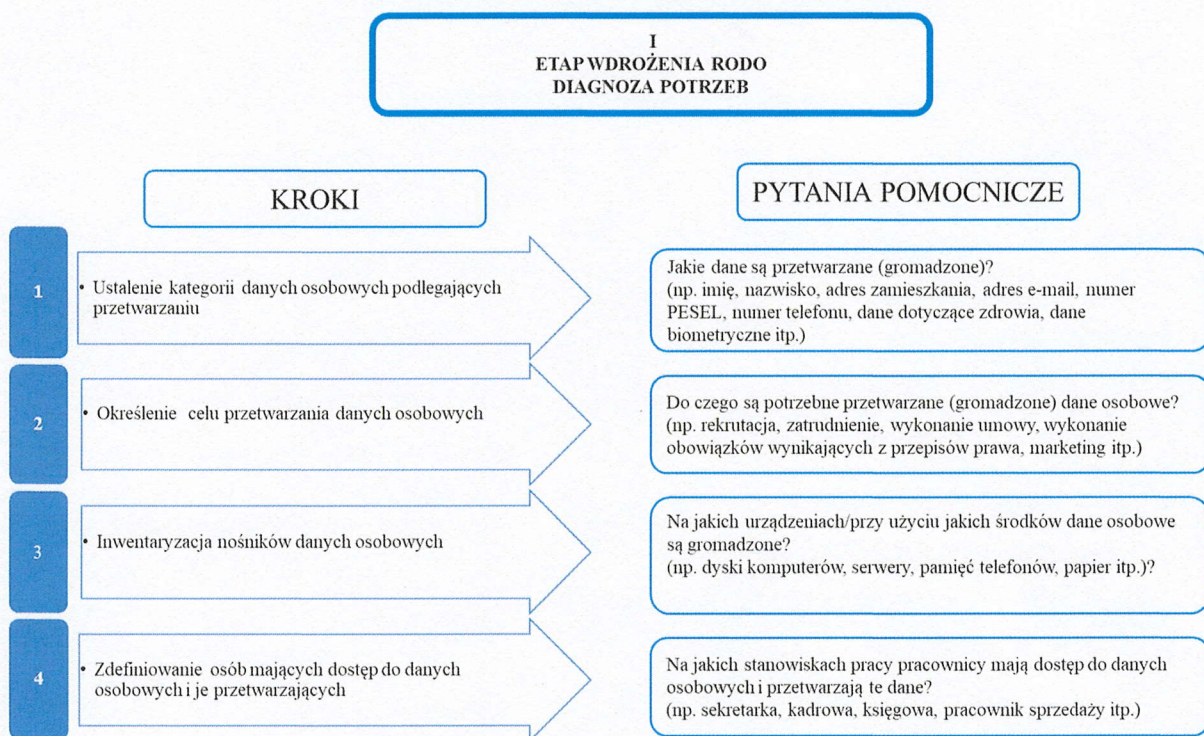 I
ETAP WDROŻENIA RODO
DIAGNOZA POTRZEB
KROKI
PYTANIA POMOCNICZE
1
• Ustalenie kategorii danych osobowych podlegających
przetwarzaniu
Jakie dane są przetwarzane (gromadzone)?
(np. imię, nazwisko, adres zamieszkania, adres e-mail, numer
PESEL, numer telefonu, dane dotyczące zdrowia, dane
biometryczne itp.)
2
• Określenie celu przetwarzania danych osobowych
Do czego są potrzebne przetwarzane (gromadzone) dane osobowe?
(np. rekrutacja, zatrudnienie, wykonanie umowy, wykonanie
obowiązków wynikających z przepisów prawa, marketing itp.)
3
• Inwentaryzacja nośników danych osobowych
Na jakich urządzeniach/przy użyciu jakich środków dane osobowe
są gromadzone?
(np. dyski komputerów, serwery, pamięć telefonów, papier itp.)?
4
• Zdefiniowanie osób mających dostęp do danych
osobowych i je przetwarzających
Na jakich stanowiskach pracy pracownicy mają dostęp do danych
osobowych i przetwarzają te dane?
(np. sekretarka, kadrowa, księgowa, pracownik sprzedaży itp.)